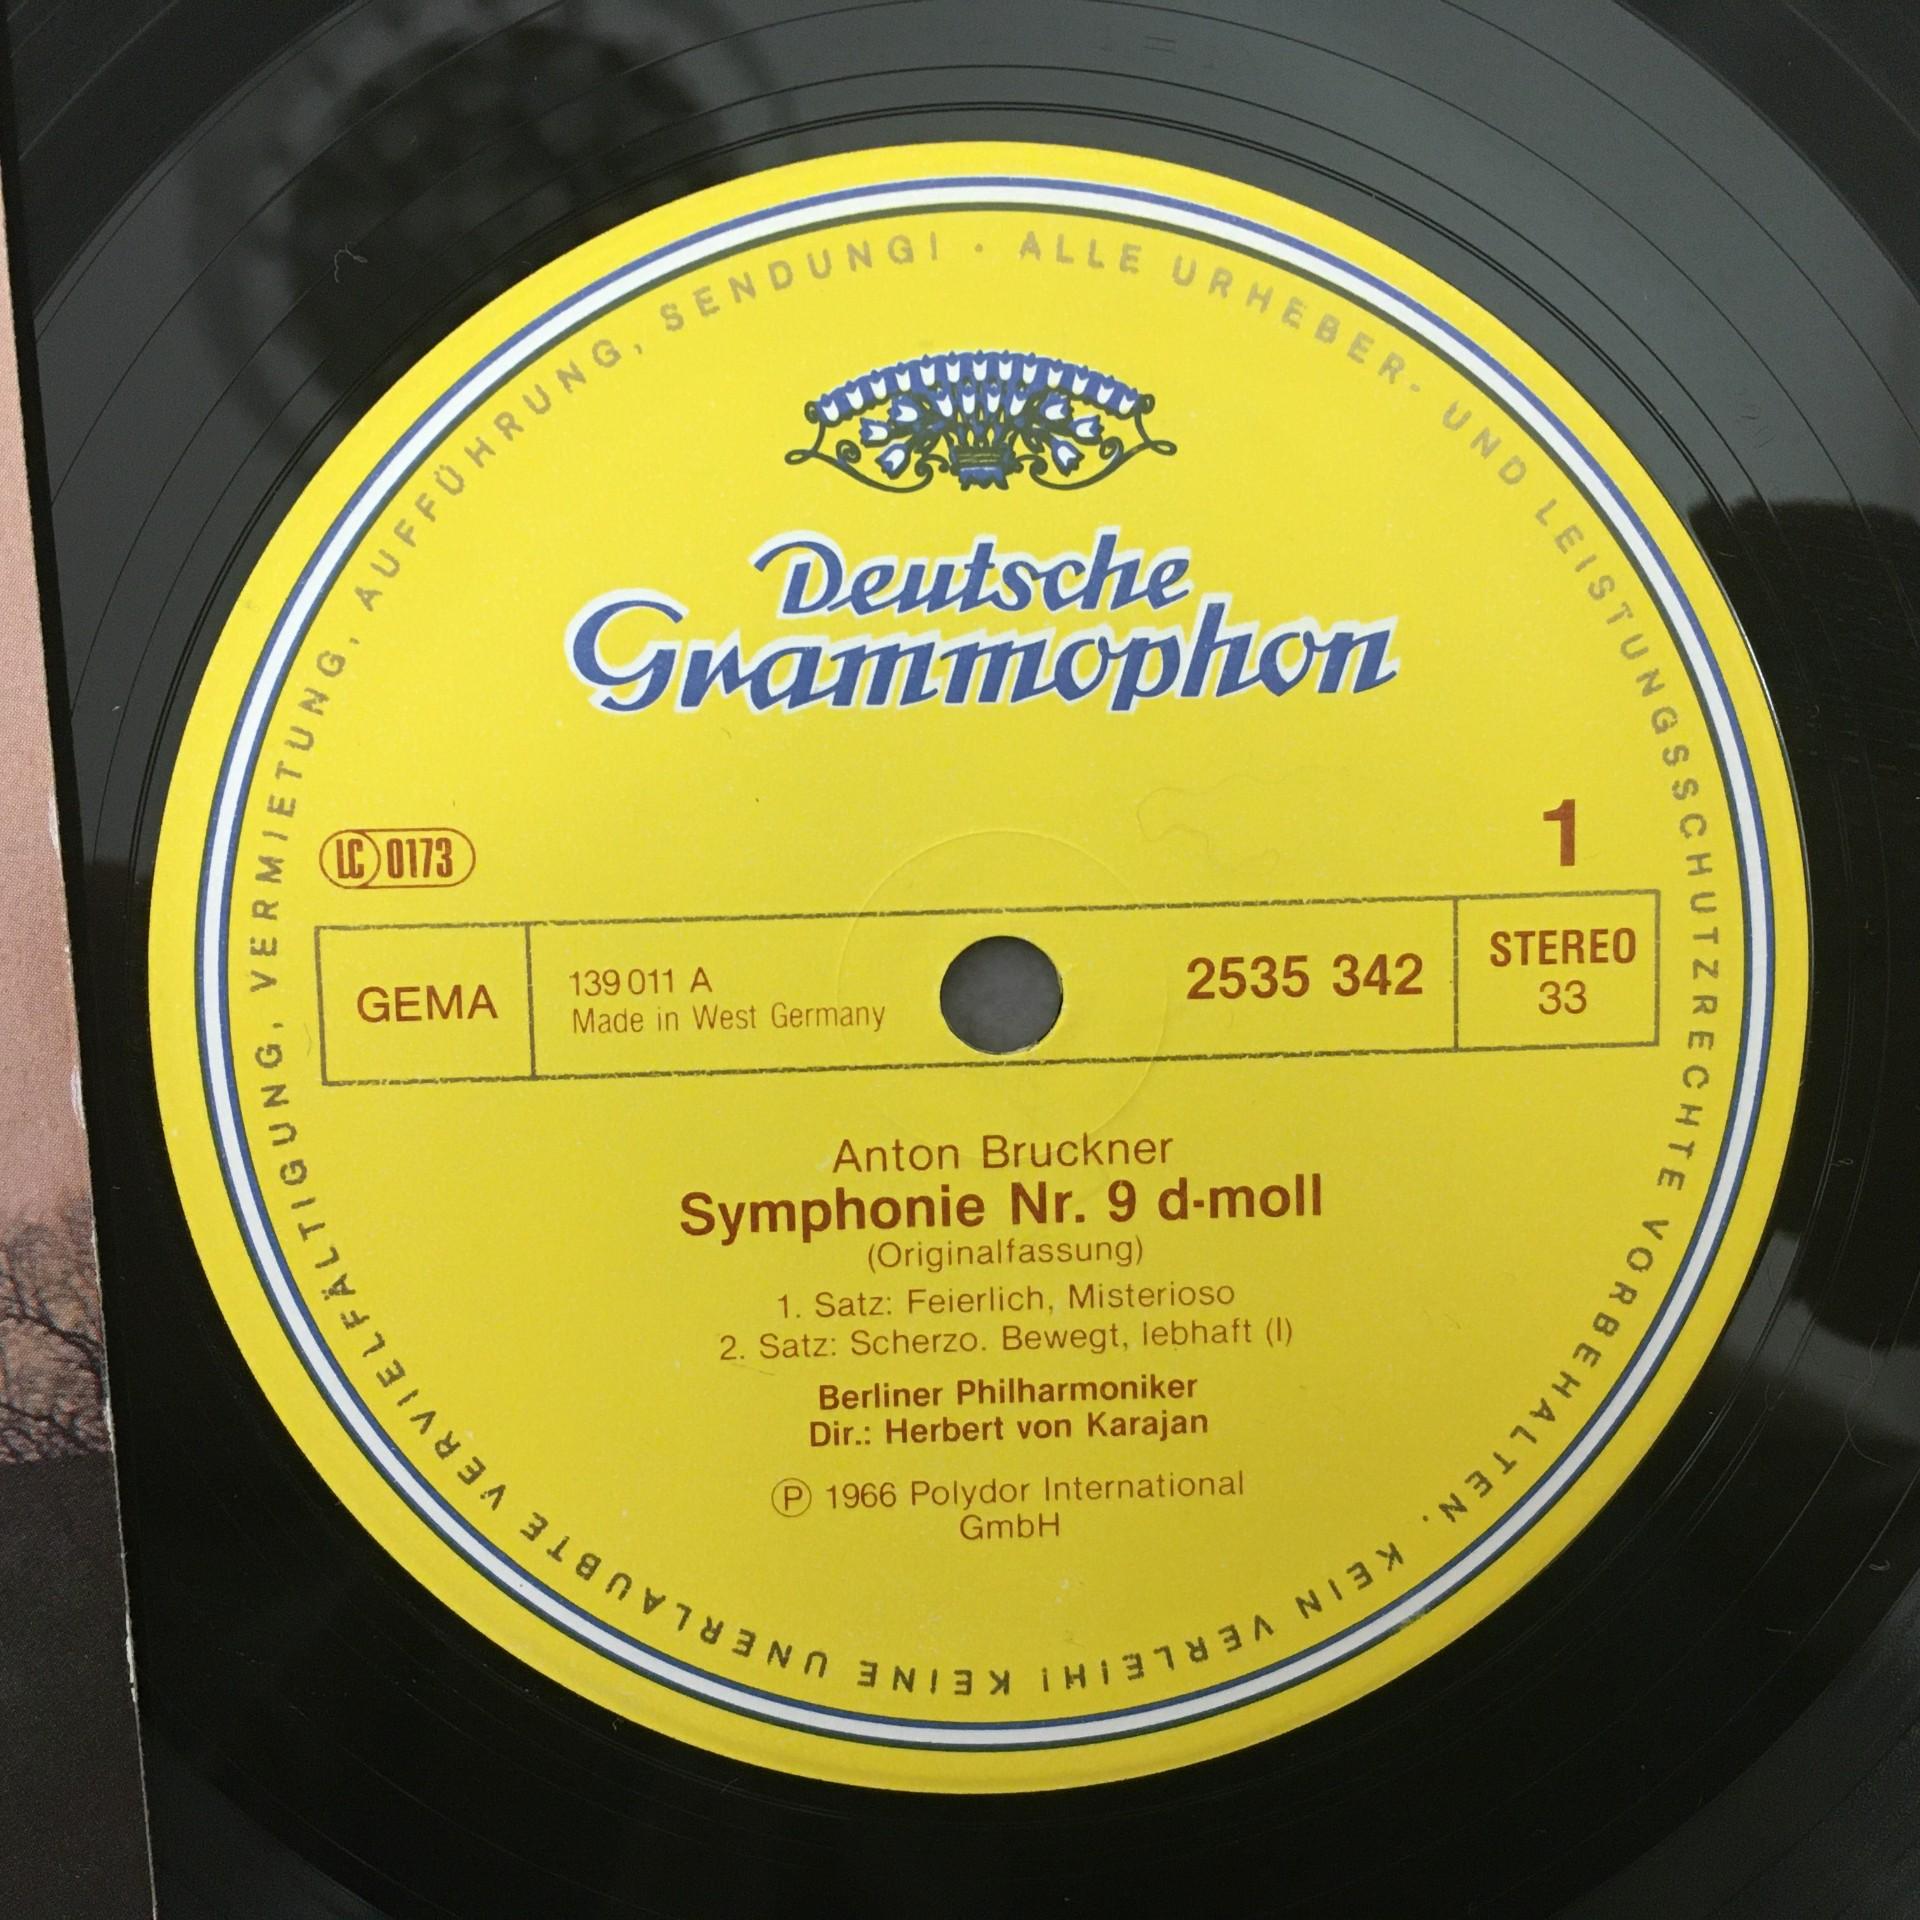 ALLE URHEBER- UND LEISTUNGSSCHUTZRECHTE VORBEHALTEN. KEIN VERLEIH! KEINE UNERLAUBTE VERVIELFÄLTIGUNG, VERMIETUNG, AUFFÜHRUNG, SENDUNG! ·
Deutsche
Grammophon
LC 0173
1
GEMA
139 011 A
Made in West Germany
2535 342
STEREO
33
Anton Bruckner
Symphonie Nr. 9 d-moll
(Originalfassung)
1. Satz: Feierlich, Misterioso
2. Satz: Scherzo. Bewegt, lebhaft (I)
Berliner Philharmoniker
Dir.: Herbert von Karajan
Ⓟ 1966 Polydor International
GmbH